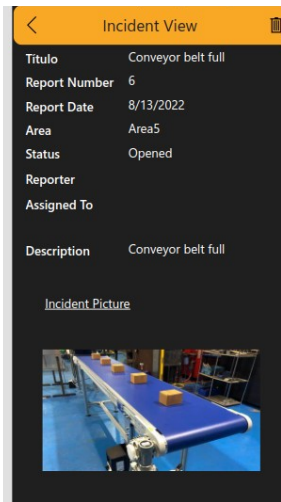 Incident View
Título Conveyor belt full
Report Number 6
Report Date 8/13/2022
Area Area5
Status Opened
Reporter
Assigned To
Description Conveyor belt full
Incident Picture